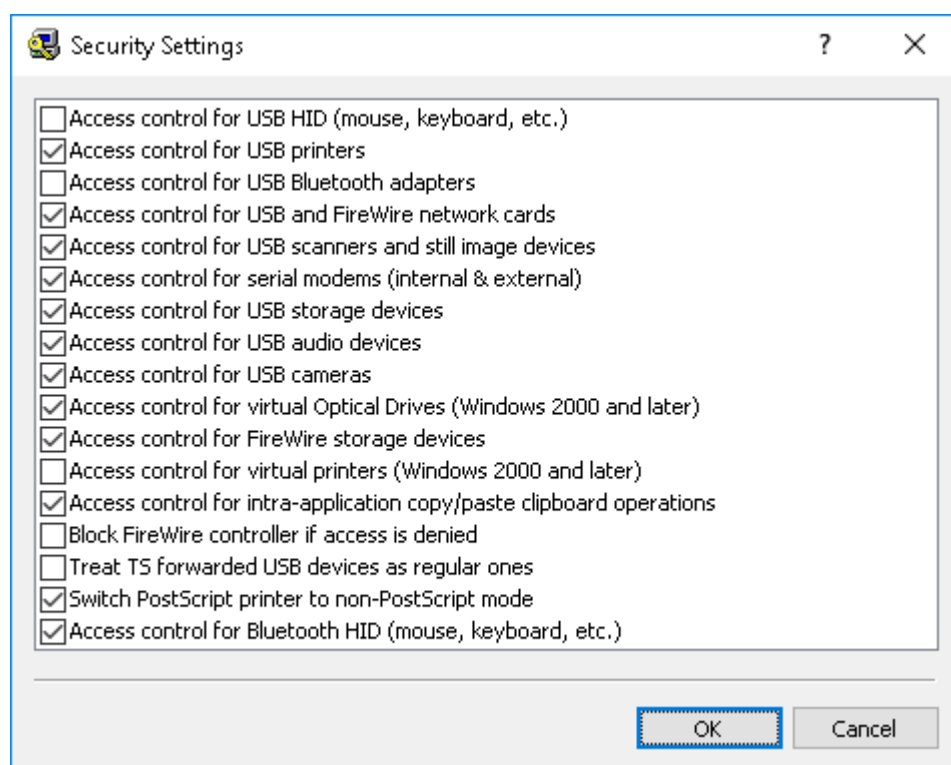 Security Settings
?
Access control for USB HID (mouse, keyboard, etc.)
Access control for USB printers
Access control for USB Bluetooth adapters
Access control for USB and FireWire network cards
Access control for USB scanners and still image devices
Access control for serial modems (internal & external)
Access control for USB storage devices
Access control for USB audio devices
Access control for USB cameras
Access control for virtual Optical Drives (Windows 2000 and later)
Access control for FireWire storage devices
Access control for virtual printers (Windows 2000 and later)
Access control for intra-application copy/paste clipboard operations
Block FireWire controller if access is denied
Treat TS forwarded USB devices as regular ones
Switch PostScript printer to non-PostScript mode
Access control for Bluetooth HID (mouse, keyboard, etc.)
OK Cancel